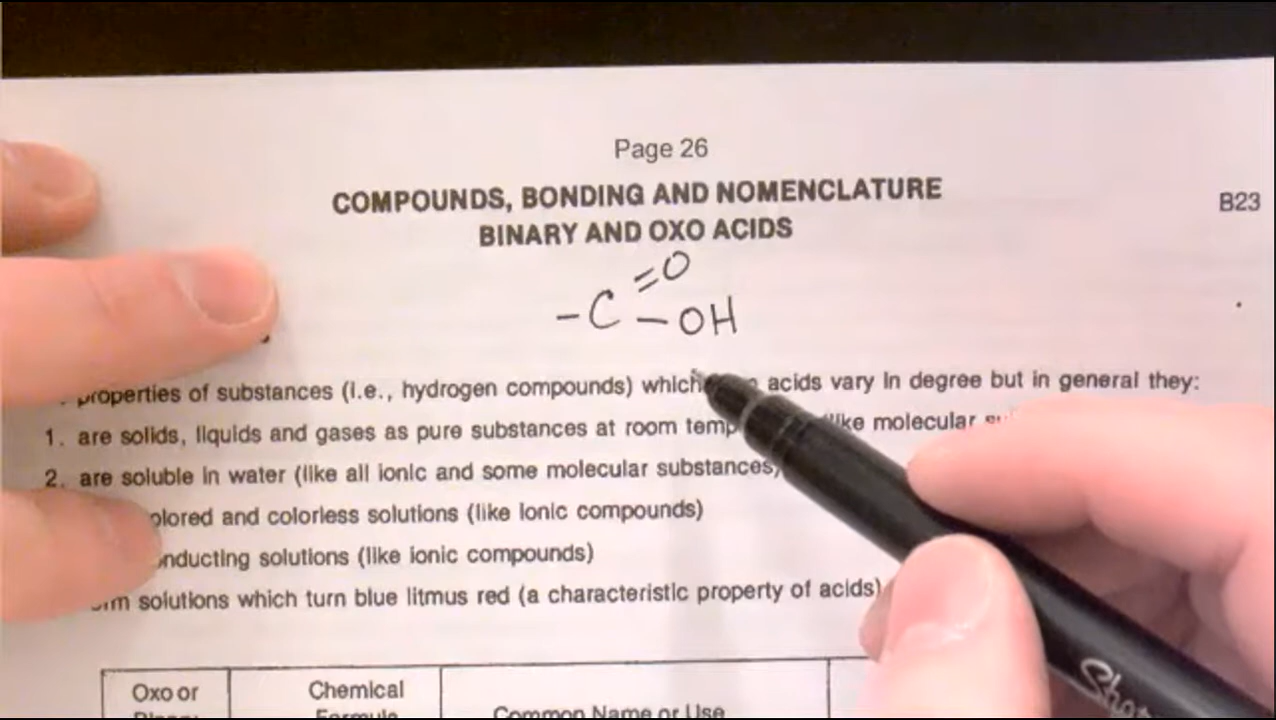 Page 26
COMPOUNDS, BONDING AND NOMENCLATURE
B23
BINARY AND OXO ACIDS
=O
-C -OH
properties of substances (i.e., hydrogen compounds) which acids vary in degree but in general they:
1. are solids, liquids and gases as pure substances at room like molecular
2. are soluble in water (like all ionic and some molecular substances)
and colorless solutions (like ionic compounds)
solutions (like ionic compounds)
solutions which turn blue litmus red (a characteristic property of acids)
Oxo or Chemical
Common Name or Use
Formula